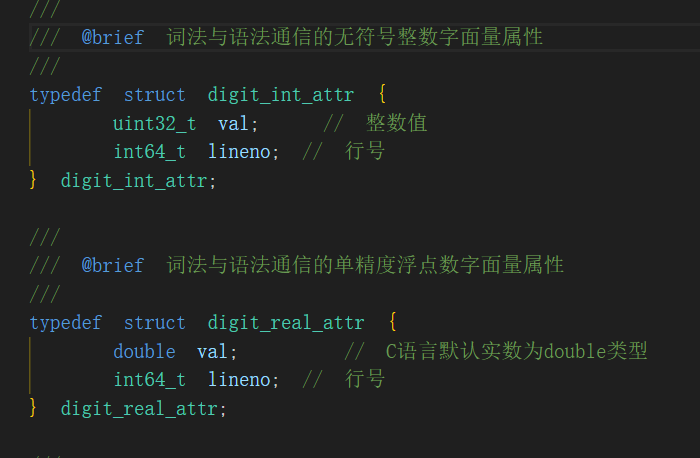 ///
/// @brief 词法与语法通信的无符号整数字面量属性
///
typedef struct digit_int_attr {
uint32_t val; // 整数值
int64_t lineno; // 行号
} digit_int_attr;
///
/// @brief 词法与语法通信的单精度浮点数字面量属性
///
typedef struct digit_real_attr {
double val; // C语言默认实数为double类型
int64_t lineno; // 行号
} digit_real_attr;